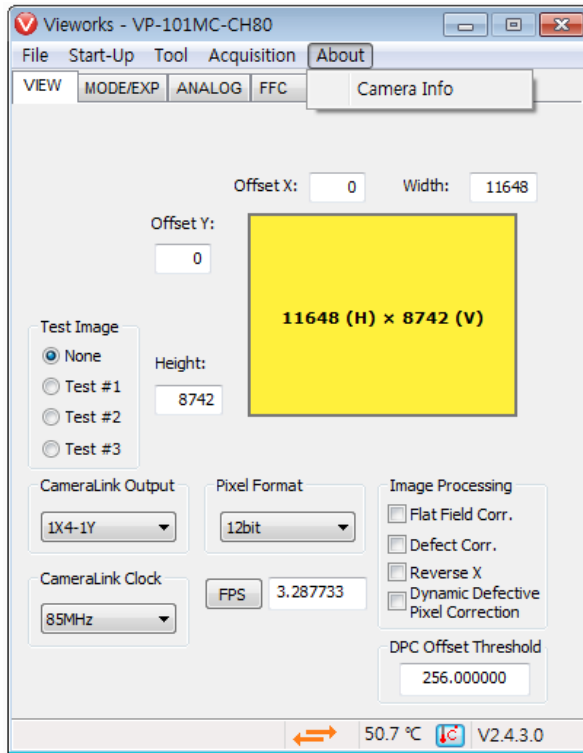 Vieworks - VP-101MC-CH80
File Start-Up Tool Acquisition About
VIEW MODE/EXP ANALOG FFC
Camera Info
Offset X: 0 Width: 11648
Offset Y:
0
11648 (H) × 8742 (V)
Test Image
None
Test #1
Test #2
Test #3
Height:
8742
CameraLink Output
1X4-1Y
Pixel Format
12bit
Image Processing
Flat Field Corr.
Defect Corr.
Reverse X
Dynamic Defective
Pixel Correction
CameraLink Clock
85MHz
FPS 3.287733
DPC Offset Threshold
256.000000
50.7 ℃ C V2.4.3.0